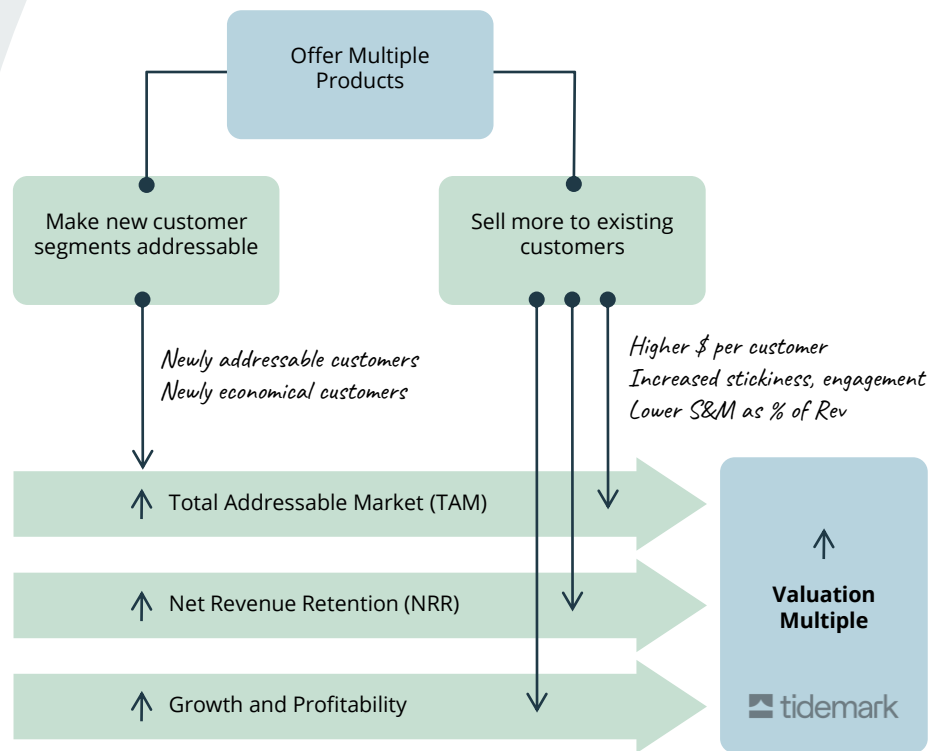 Offer Multiple
Products
Make new customer
segments addressable
Sell more to existing
customers
Newly addressable customers
Newly economical customers
Higher $ per customer
Increased stickiness, engagement
Lower S&M as % of Rev
↑ Total Addressable Market (TAM)
↑ Net Revenue Retention (NRR)
↑ Growth and Profitability
↑
Valuation
Multiple
tidemark